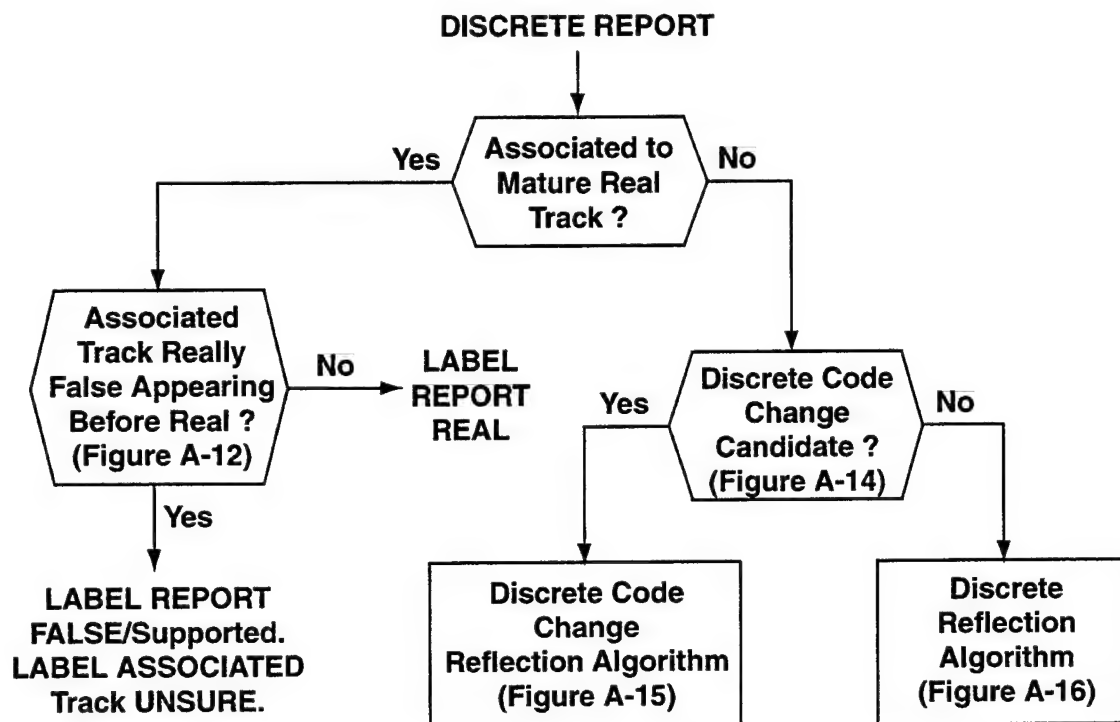 DISCRETE REPORT
Yes
Associated to
Mature Real
Track ?
No
Associated
Track Really
False Appearing
Before Real ?
(Figure A-12)
No
LABEL
REPORT
REAL
Yes
LABEL REPORT
FALSE/Supported.
LABEL ASSOCIATED
Track UNSURE.
Yes
Discrete Code
Change
Candidate ?
(Figure A-14)
No
Discrete Code
Change
Reflection Algorithm
(Figure A-15)
Discrete
Reflection
Algorithm
(Figure A-16)